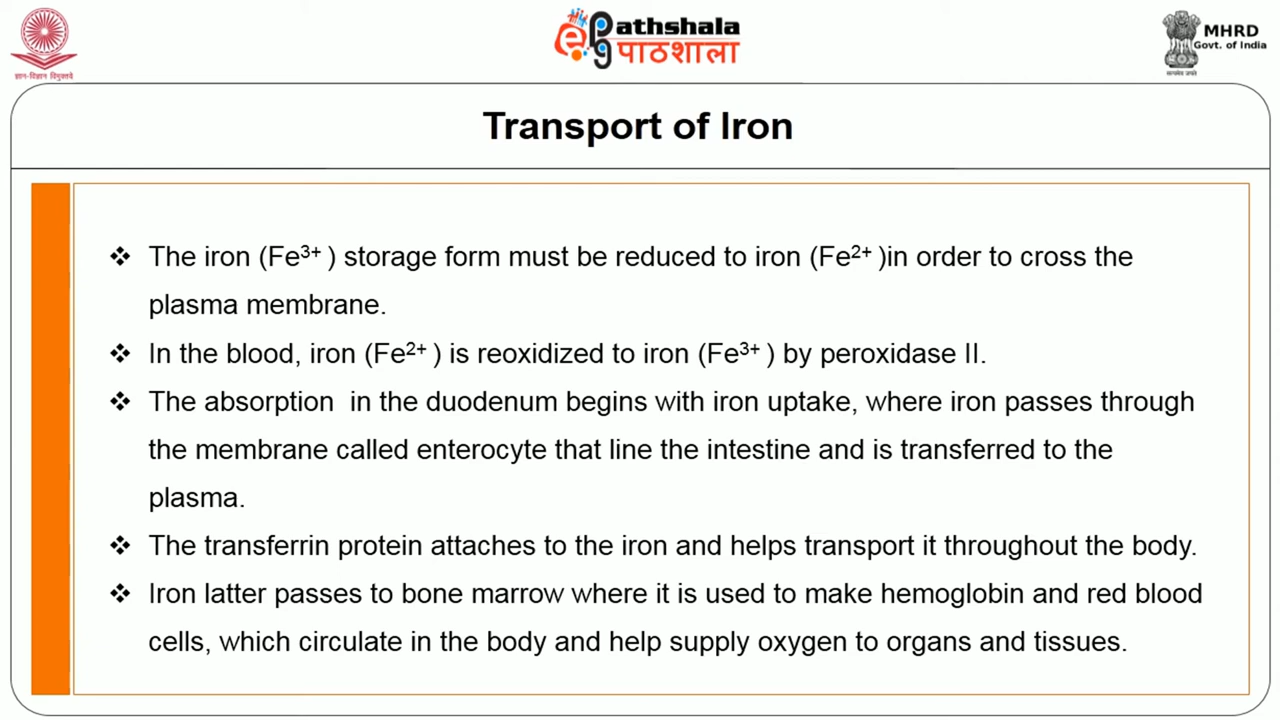 ज्ञान-विज्ञान विमुक्तये
e Pg Pathshala
पाठशाला
सत्यमेव जयते
MHRD
Govt. of India
Transport of Iron
❖ The iron (Fe³⁺ ) storage form must be reduced to iron (Fe²⁺ )in order to cross the
plasma membrane.
❖ In the blood, iron (Fe²⁺ ) is reoxidized to iron (Fe³⁺ ) by peroxidase II.
❖ The absorption in the duodenum begins with iron uptake, where iron passes through
the membrane called enterocyte that line the intestine and is transferred to the
plasma.
❖ The transferrin protein attaches to the iron and helps transport it throughout the body.
❖ Iron latter passes to bone marrow where it is used to make hemoglobin and red blood
cells, which circulate in the body and help supply oxygen to organs and tissues.